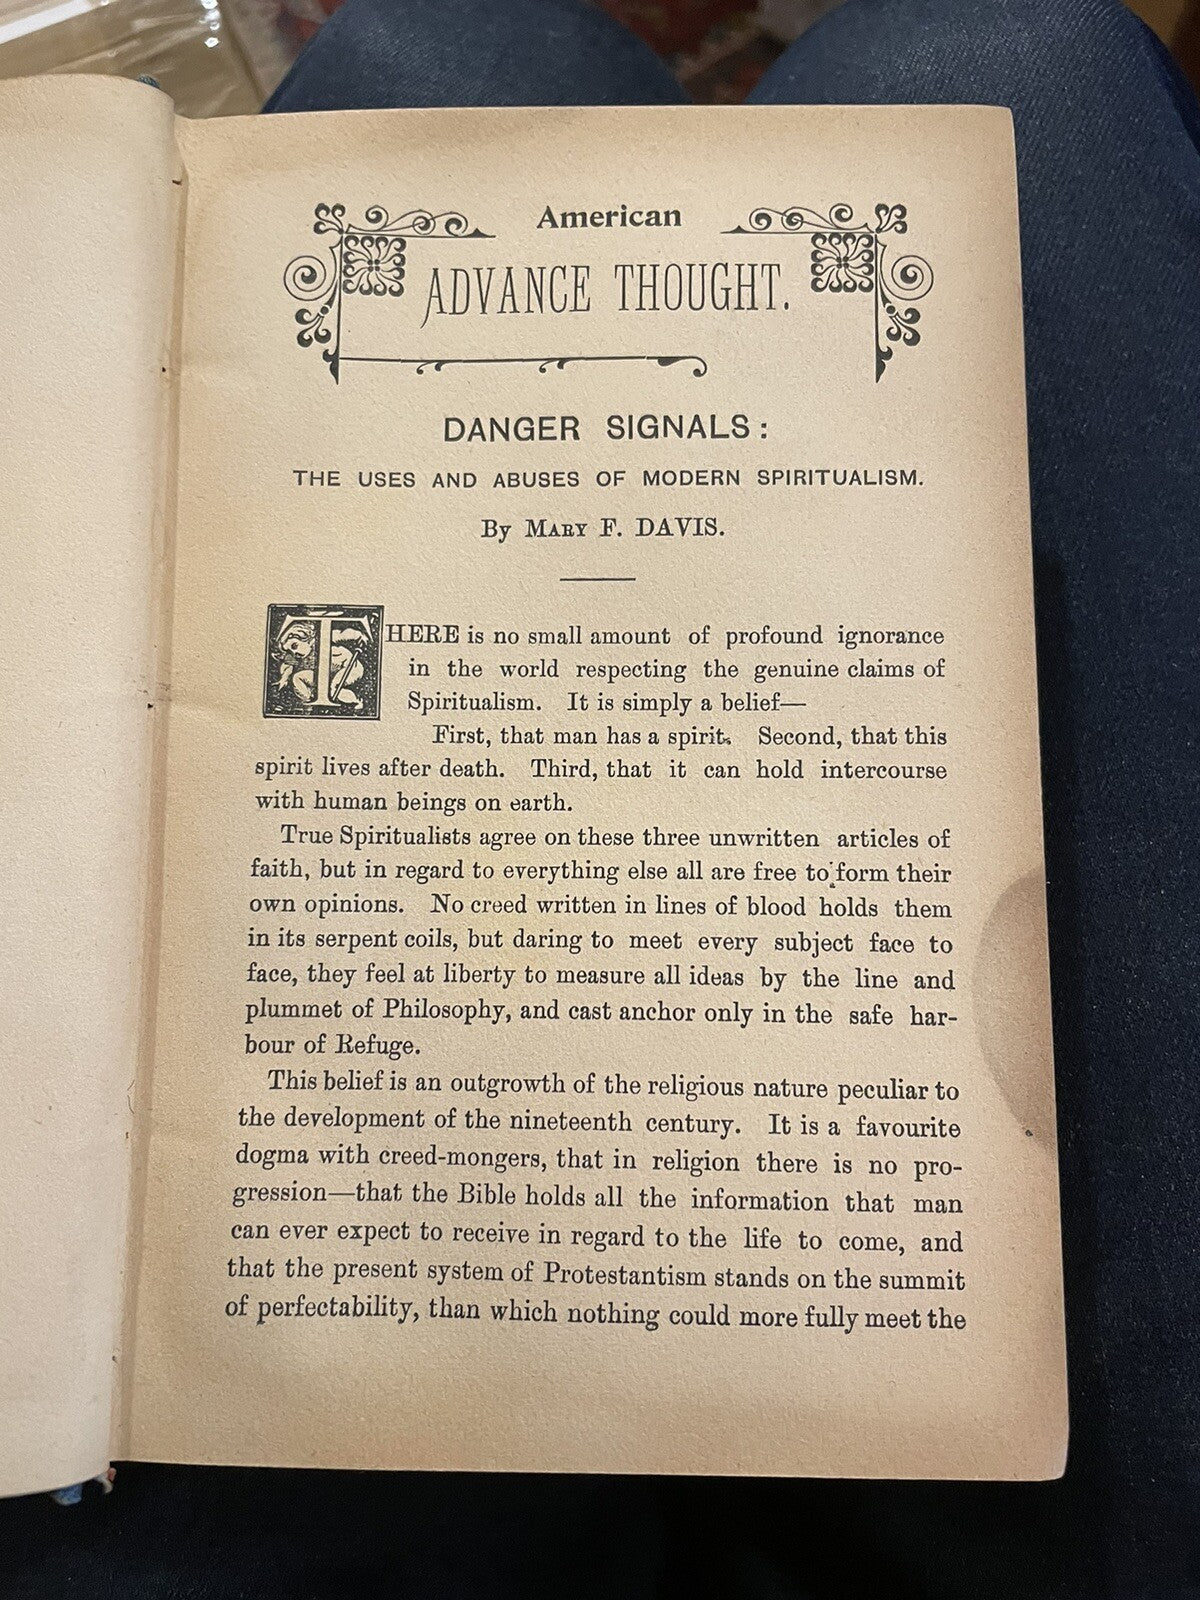 American
ADVANCE THOUGHT.
DANGER SIGNALS:
THE USES AND ABUSES OF MODERN SPIRITUALISM.
By MARY F. DAVIS.
THERE is no small amount of profound ignorance
in the world respecting the genuine claims of
Spiritualism. It is simply a belief—
First, that man has a spirit. Second, that this
spirit lives after death. Third, that it can hold intercourse
with human beings on earth.
True Spiritualists agree on these three unwritten articles of
faith, but in regard to everything else all are free to form their
own opinions. No creed written in lines of blood holds them
in its serpent coils, but daring to meet every subject face to
face, they feel at liberty to measure all ideas by the line and
plummet of Philosophy, and cast anchor only in the safe har-
bour of Refuge.
This belief is an outgrowth of the religious nature peculiar to
the development of the nineteenth century. It is a favourite
dogma with creed-mongers, that in religion there is no pro-
gression—that the Bible holds all the information that man
can ever expect to receive in regard to the life to come, and
that the present system of Protestantism stands on the summit
of perfectability, than which nothing could more fully meet the